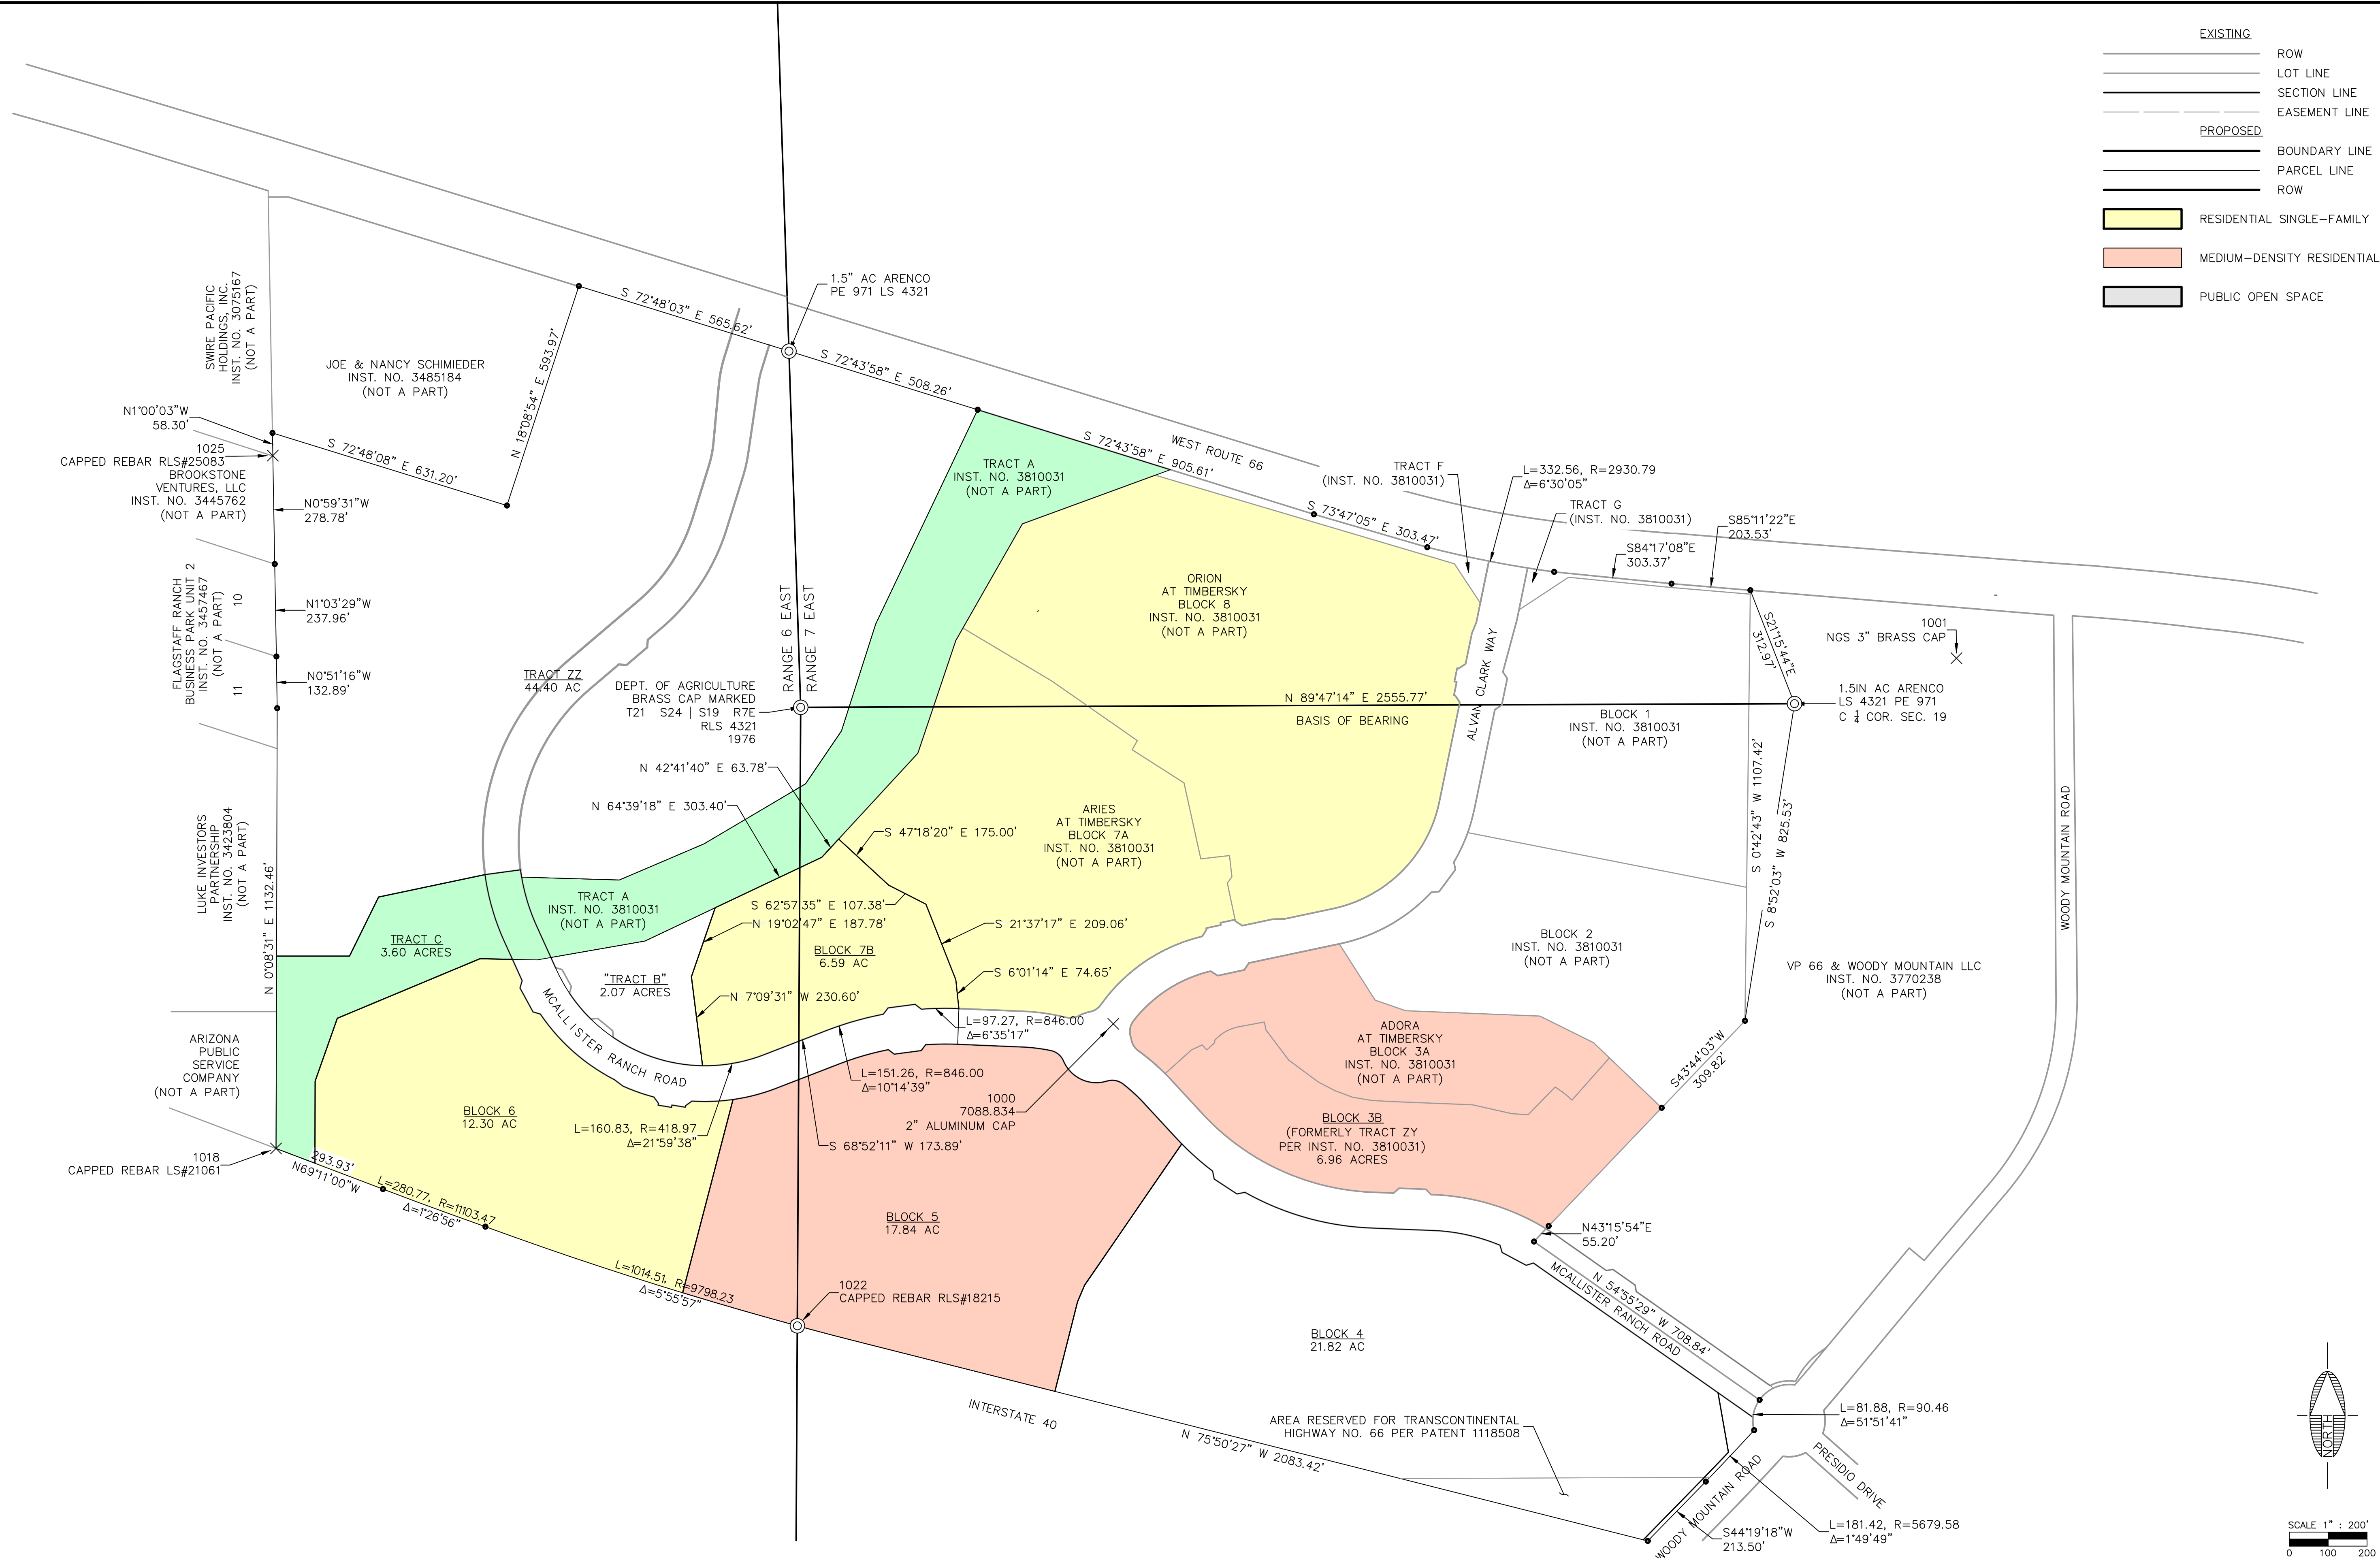 EXISTING
ROW
LOT LINE
SECTION LINE
EASEMENT LINE
PROPOSED
BOUNDARY LINE
PARCEL LINE
ROW
RESIDENTIAL SINGLE-FAMILY
MEDIUM-DENSITY RESIDENTIAL
PUBLIC OPEN SPACE
SWIRE PACIFIC
HOLDINGS, INC.
INST. NO. 3075167
(NOT A PART)
JOE & NANCY SCHIMIEDER
INST. NO. 3485184
(NOT A PART)
S 72°48'03" E 565.62'
N 18°08'54" E 593.97'
1.5" AC ARENCO
PE 971 LS 4321
S 72°43'58" E 508.26'
N1°00'03"W
58.30'
1025
CAPPED REBAR RLS#25083
S 72°48'08" E 631.20'
BROOKSTONE
VENTURES, LLC
INST. NO. 3445762
(NOT A PART)
N0°59'31"W
278.78'
TRACT A
INST. NO. 3810031
(NOT A PART)
S 72°43'58" E 905.61'
WEST ROUTE 66
TRACT F
(INST. NO. 3810031)
L=332.56, R=2930.79
Δ=6°30'05"
S 73°47'05" E 303.47'
TRACT G
(INST. NO. 3810031)
S85°11'22"E
203.53'
S84°17'08"E
303.37'
FLAGSTAFF RANCH
BUSINESS PARK UNIT 2
INST. NO. 3457467
(NOT A PART)
10
11
N1°03'29"W
237.96'
N0°51'16"W
132.89'
TRACT ZZ
44.40 AC
RANGE 6 EAST
RANGE 7 EAST
DEPT. OF AGRICULTURE
BRASS CAP MARKED
T21 S24 | S19 R7E
RLS 4321
1976
ORION
AT TIMBERSKY
BLOCK 8
INST. NO. 3810031
(NOT A PART)
N 89°47'14" E 2555.77'
BASIS OF BEARING
ALVAN CLARK WAY
BLOCK 1
INST. NO. 3810031
(NOT A PART)
S21°15'44"E
312.97'
1001
NGS 3" BRASS CAP
1.5IN AC ARENCO
LS 4321 PE 971
C ¼ COR. SEC. 19
S 0°42'43" W 1107.42'
S 8°52'03" W 825.53'
WOODY MOUNTAIN ROAD
N 42°41'40" E 63.78'
N 64°39'18" E 303.40'
S 47°18'20" E 175.00'
ARIES
AT TIMBERSKY
BLOCK 7A
INST. NO. 3810031
(NOT A PART)
LUKE INVESTORS
PARTNERSHIP
INST. NO. 3423804
(NOT A PART)
N 0°08'31" E 1132.46'
TRACT A
INST. NO. 3810031
(NOT A PART)
S 62°57'35" E 107.38'
N 19°02'47" E 187.78'
S 21°37'17" E 209.06'
TRACT C
3.60 ACRES
BLOCK 7B
6.59 AC
"TRACT B"
2.07 ACRES
S 6°01'14" E 74.65'
N 7°09'31" W 230.60'
BLOCK 2
INST. NO. 3810031
(NOT A PART)
VP 66 & WOODY MOUNTAIN LLC
INST. NO. 3770238
(NOT A PART)
MCALLISTER RANCH ROAD
L=97.27, R=846.00
Δ=6°35'17"
ARIZONA
PUBLIC
SERVICE
COMPANY
(NOT A PART)
L=151.26, R=846.00
Δ=10°14'39"
ADORA
AT TIMBERSKY
BLOCK 3A
INST. NO. 3810031
(NOT A PART)
S43°44'03"W
309.82'
1000
7088.834
2" ALUMINUM CAP
BLOCK 6
12.30 AC
L=160.83, R=418.97
Δ=21°59'38"
S 68°52'11" W 173.89'
BLOCK 3B
(FORMERLY TRACT ZY
PER INST. NO. 3810031)
6.96 ACRES
1018
CAPPED REBAR LS#21061
293.93'
N69°11'00"W
L=280.77, R=11103.47
Δ=1°26'56"
BLOCK 5
17.84 AC
N43°15'54"E
55.20'
L=1014.51, R=9798.23
Δ=5°55'57"
1022
CAPPED REBAR RLS#18215
N 54°55'29" W 708.84'
MCALLISTER RANCH ROAD
BLOCK 4
21.82 AC
INTERSTATE 40
N 75°50'27" W 2083.42'
AREA RESERVED FOR TRANSCONTINENTAL
HIGHWAY NO. 66 PER PATENT 1118508
L=81.88, R=90.46
Δ=51°51'41"
PRESIDIO DRIVE
WOODY MOUNTAIN ROAD
S44°19'18"W
213.50'
L=181.42, R=5679.58
Δ=1°49'49"
NORTH
SCALE 1" : 200'
0 100 200